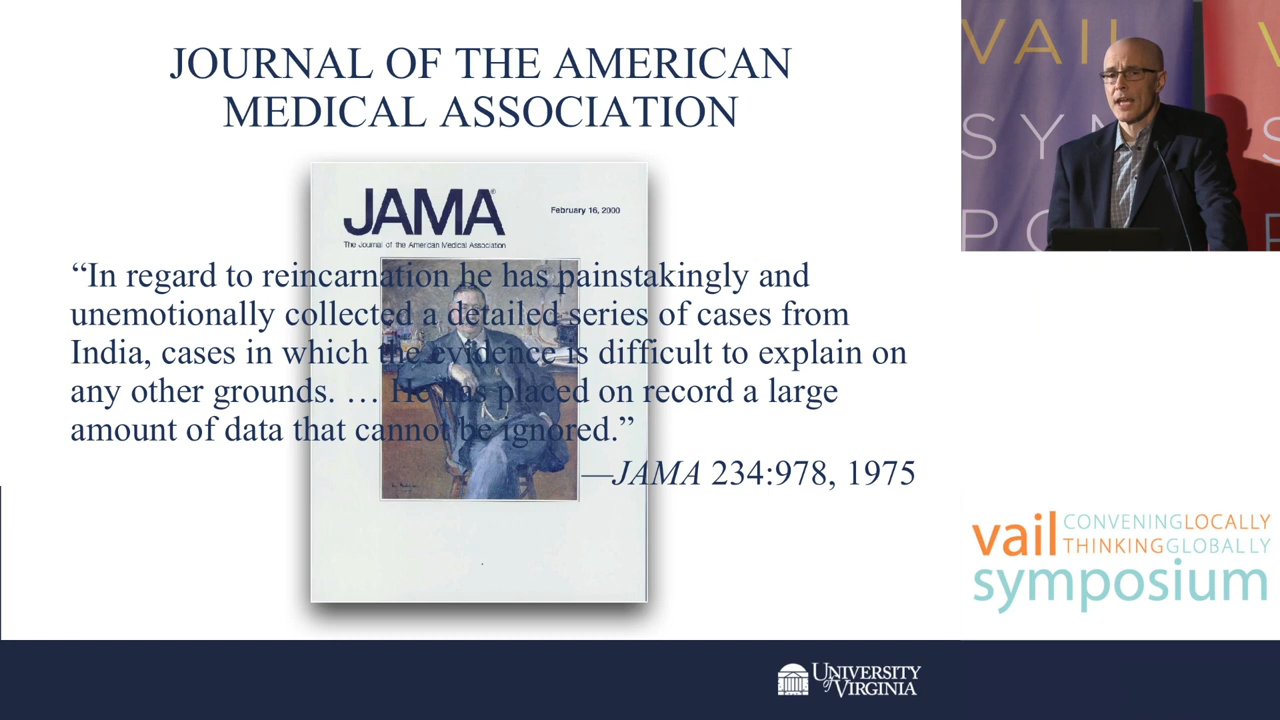 JOURNAL OF THE AMERICAN
MEDICAL ASSOCIATION
JAMA®
February 16, 2000
The Journal of the American Medical Association
“In regard to reincarnation he has painstakingly and
unemotionally collected a detailed series of cases from
India, cases in which the evidence is difficult to explain on
any other grounds. … He has placed on record a large
amount of data that cannot be ignored.”
—JAMA 234:978, 1975
VAIL
SYM
PO
V
S
vail CONVENINGLOCALLY
THINKINGGLOBALLY
symposium
UNIVERSITY
of VIRGINIA